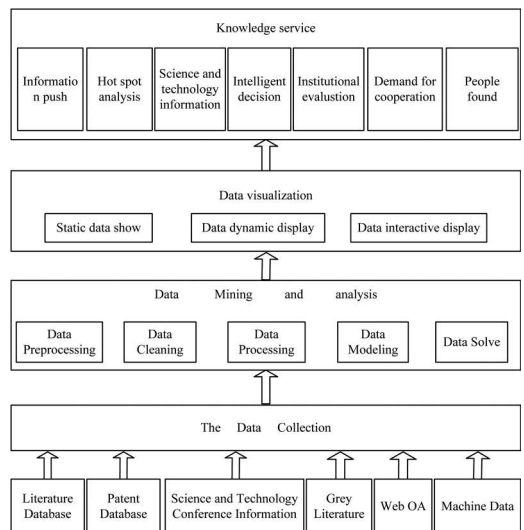 Knowledge service
Informatio
n push
Hot spot
analysis
Science and
technology
information
Intelligent
decision
Institutional
evalustion
Demand for
cooperation
People
found
Data visualization
Static data show
Data dynamic display
Data interactive display
Data Mining and analysis
Data
Preprocessing
Data
Cleaning
Data
Processing
Data
Modeling
Data Solve
The Data Collection
Literature
Database
Patent
Database
Science and Technology
Conference Information
Grey
Literature
Web OA
Machine Data